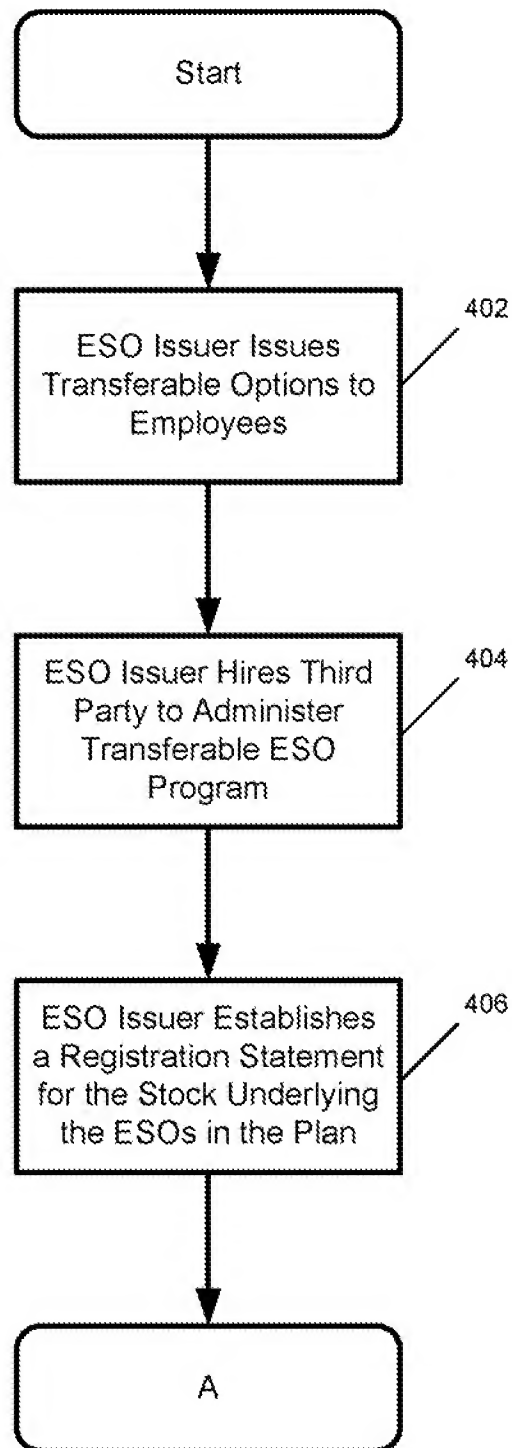 Start
402
ESO Issuer Issues
Transferable Options to
Employees
404
ESO Issuer Hires Third
Party to Administer
Transferable ESO
Program
406
ESO Issuer Establishes
a Registration Statement
for the Stock Underlying
the ESOs in the Plan
A